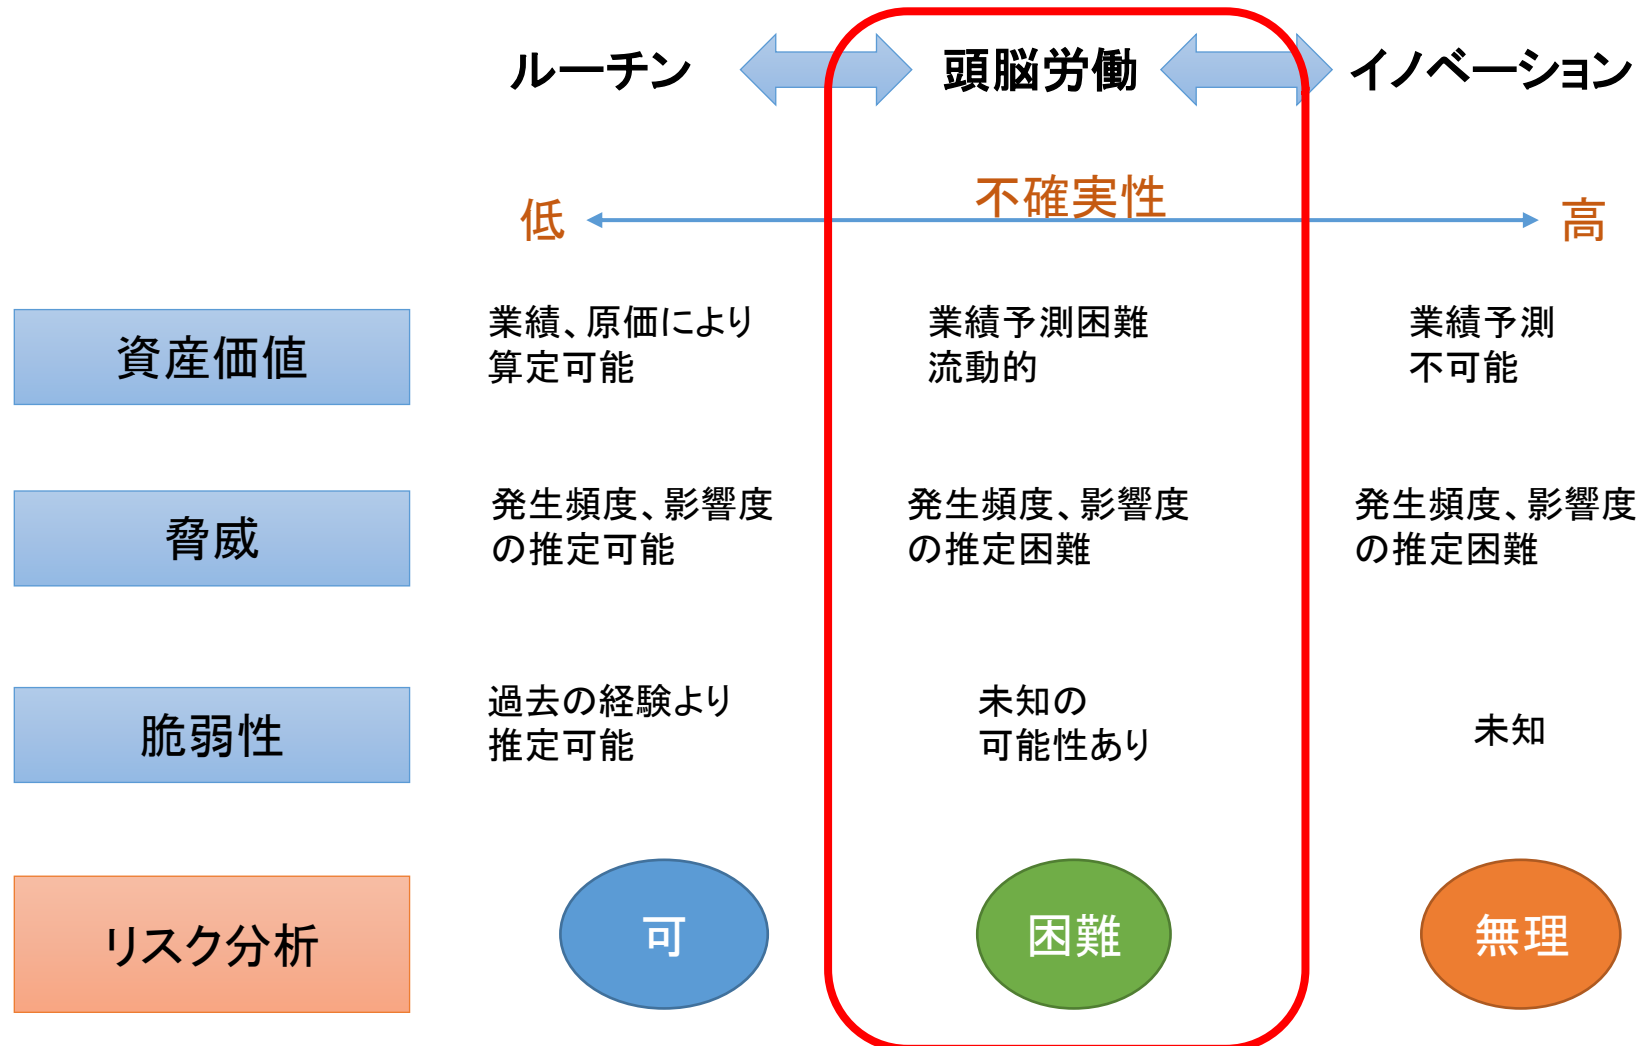 ルーチン
頭脳労働
イノベーション
不確実性
低
高
資産価値
業績、原価により
算定可能
業績予測困難
流動的
業績予測
不可能
脅威
発生頻度、影響度
の推定可能
発生頻度、影響度
の推定困難
発生頻度、影響度
の推定困難
脆弱性
過去の経験より
推定可能
未知の
可能性あり
未知
リスク分析
可
困難
無理